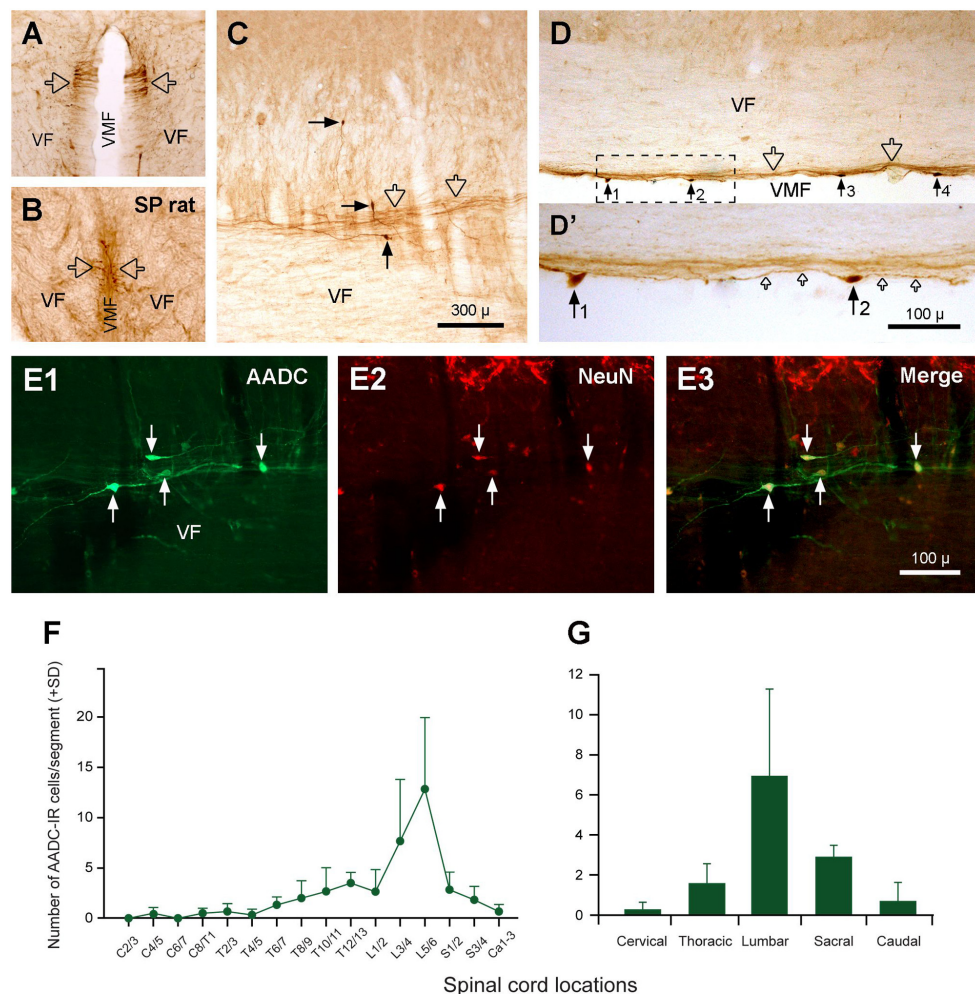 A
VF
VMF
VF
B
SP rat
VF
VMF
VF
C
VF
300 µ
D
VF
VMF
1
2
3
4
D'
1
2
100 µ
E1
AADC
VF
E2
NeuN
E3
Merge
100 µ
F
Number of AADC-IR cells/segment (+SD)
20
15
10
5
0
C2/3
C4/5
C6/7
C8/T1
T2/3
T4/5
T6/7
T8/9
T10/11
T12/13
L1/2
L3/4
L5/6
S1/2
S3/4
Ca1-3
G
12
10
8
6
4
2
0
Cervical
Thoracic
Lumbar
Sacral
Caudal
Spinal cord locations